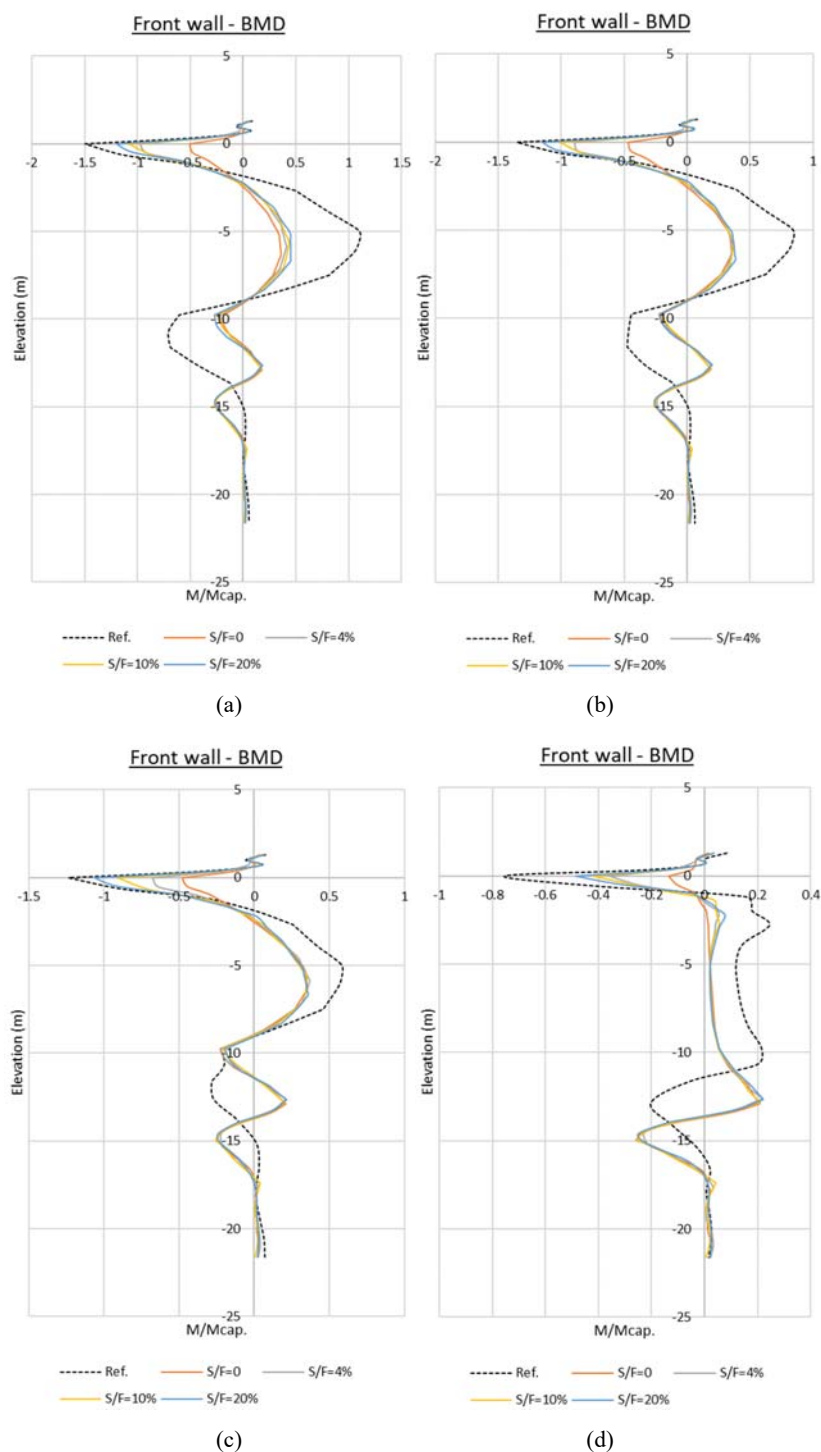 Front wall - BMD
5
0
-2 -1.5 -1 -0.5 0 0.5 1 1.5
-5
-10
-15
-20
-25
Elevation (m)
M/Mcap.
Ref. S/F=0 S/F=4%
S/F=10% S/F=20%
(a)
Front wall - BMD
5
0
-2 -1.5 -1 -0.5 0 0.5 1
-5
-10
-15
-20
-25
Elevation (m)
M/Mcap.
Ref. S/F=0 S/F=4%
S/F=10% S/F=20%
(b)
Front wall - BMD
5
0
-1.5 -1 -0.5 0 0.5 1
-5
-10
-15
-20
-25
Elevation (m)
M/Mcap.
Ref. S/F=0 S/F=4%
S/F=10% S/F=20%
(c)
Front wall - BMD
5
0
-1 -0.8 -0.6 -0.4 -0.2 0 0.2 0.4
-5
-10
-15
-20
-25
Elevation (m)
M/Mcap.
Ref. S/F=0 S/F=4%
S/F=10% S/F=20%
(d)